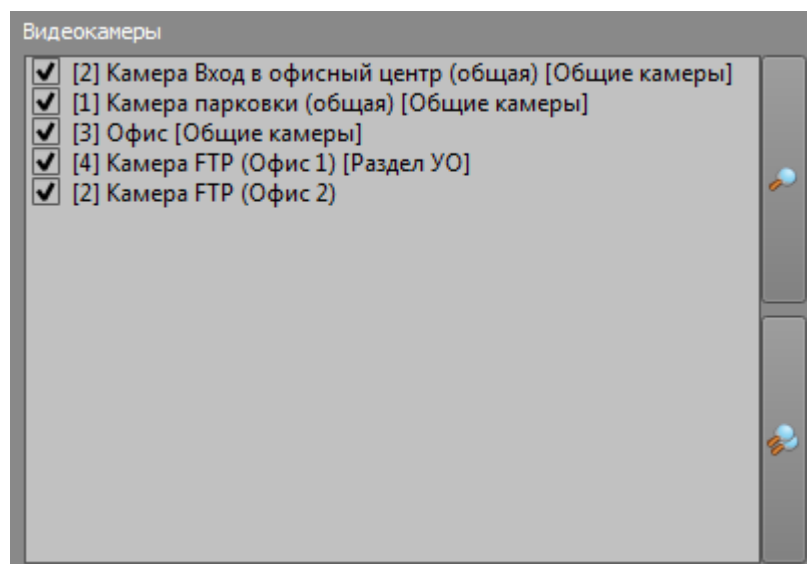 Видеокамеры
[2] Камера Вход в офисный центр (общая) [Общие камеры]
[1] Камера парковки (общая) [Общие камеры]
[3] Офис [Общие камеры]
[4] Камера FTP (Офис 1) [Раздел УО]
[2] Камера FTP (Офис 2)